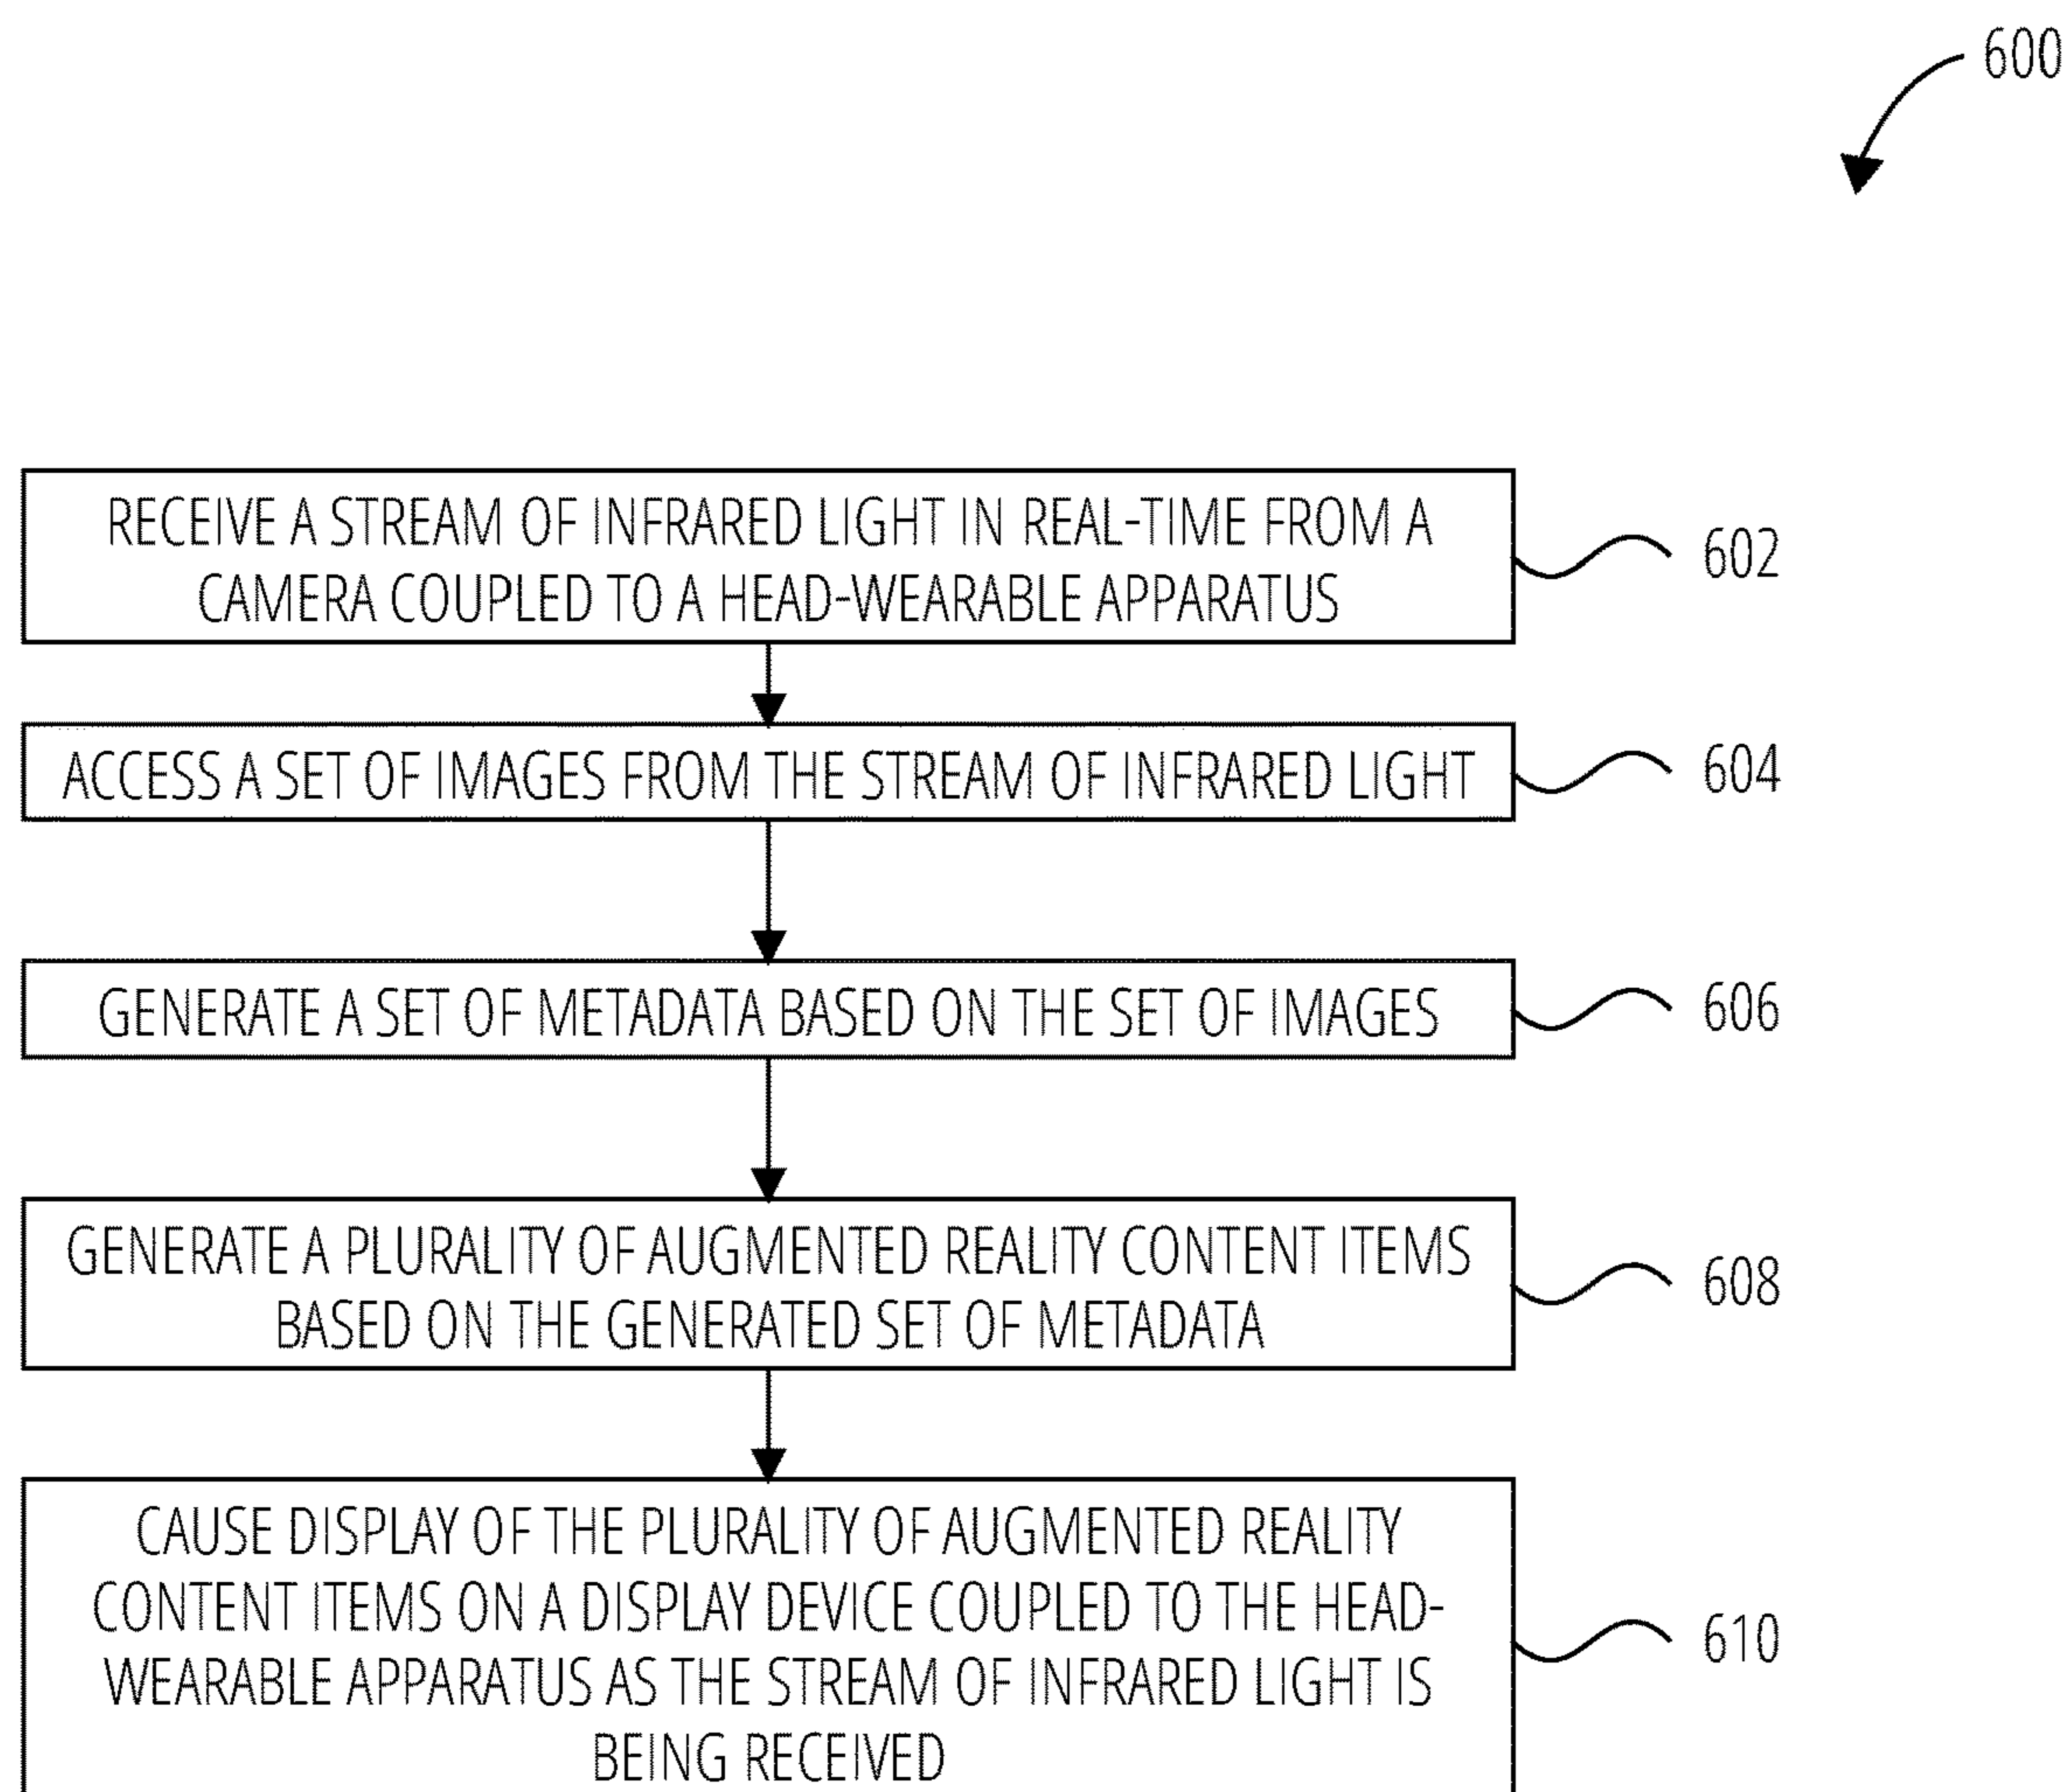 600
RECEIVE A STREAM OF INFRARED LIGHT IN REAL-TIME FROM A
CAMERA COUPLED TO A HEAD-WEARABLE APPARATUS
602
ACCESS A SET OF IMAGES FROM THE STREAM OF INFRARED LIGHT
604
GENERATE A SET OF METADATA BASED ON THE SET OF IMAGES
606
GENERATE A PLURALITY OF AUGMENTED REALITY CONTENT ITEMS
BASED ON THE GENERATED SET OF METADATA
608
CAUSE DISPLAY OF THE PLURALITY OF AUGMENTED REALITY
CONTENT ITEMS ON A DISPLAY DEVICE COUPLED TO THE HEAD-
WEARABLE APPARATUS AS THE STREAM OF INFRARED LIGHT IS
BEING RECEIVED
610